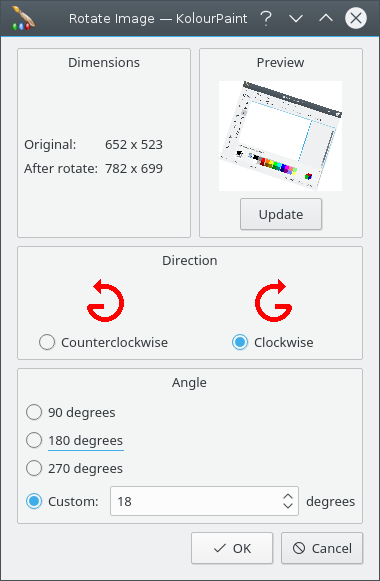 Rotate Image — KolourPaint
Dimensions
Original: 652 x 523
After rotate: 782 x 699
Preview
Update
Direction
Counterclockwise
Clockwise
Angle
90 degrees
180 degrees
270 degrees
Custom: 18 degrees
OK
Cancel